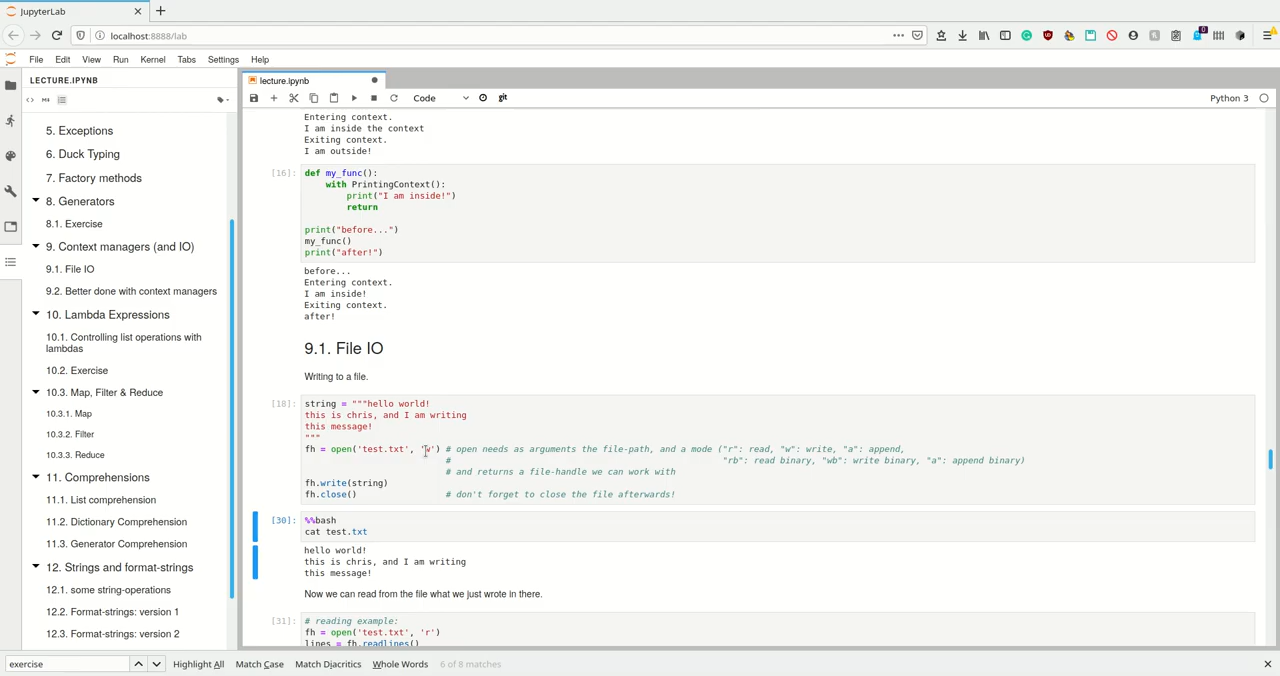 JupyterLab
localhost:8888/lab
File Edit View Run Kernel Tabs Settings Help
LECTURE.IPYNB
5. Exceptions
6. Duck Typing
7. Factory methods
8. Generators
8.1. Exercise
9. Context managers (and IO)
9.1. File IO
9.2. Better done with context managers
10. Lambda Expressions
10.1. Controlling list operations with
lambdas
10.2. Exercise
10.3. Map, Filter & Reduce
10.3.1. Map
10.3.2. Filter
10.3.3. Reduce
11. Comprehensions
11.1. List comprehension
11.2. Dictionary Comprehension
11.3. Generator Comprehension
12. Strings and format-strings
12.1. some string-operations
12.2. Format-strings: version 1
12.3. Format-strings: version 2
lecture.ipynb
Code git Python 3
Entering context.
I am inside the context
Exiting context.
I am outside!
[16]: def my_func():
with PrintingContext():
print("I am inside!")
return
print("before...")
my_func()
print("after!")
before...
Entering context.
I am inside!
Exiting context.
after!
9.1. File IO
Writing to a file.
[18]: string = """hello world!
this is chris, and I am writing
this message!
"""
fh = open('test.txt', 'w') # open needs as arguments the file-path, and a mode ("r": read, "w": write, "a": append,
# "rb": read binary, "wb": write binary, "a": append binary)
# and returns a file-handle we can work with
fh.write(string)
fh.close() # don't forget to close the file afterwards!
[30]: %%bash
cat test.txt
hello world!
this is chris, and I am writing
this message!
Now we can read from the file what we just wrote in there.
[31]: # reading example:
fh = open('test.txt', 'r')
lines = fh.readlines()
exercise Highlight All Match Case Match Diacritics Whole Words 6 of 8 matches